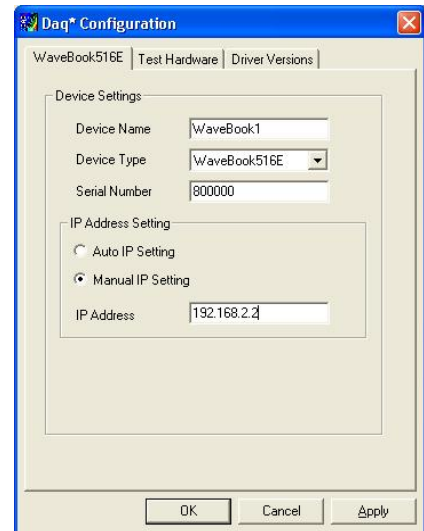 Daq* Configuration
WaveBook516E Test Hardware Driver Versions
Device Settings
Device Name WaveBook1
Device Type WaveBook516E
Serial Number 800000
IP Address Setting
Auto IP Setting
Manual IP Setting
IP Address 192.168.2.2
OK Cancel Apply